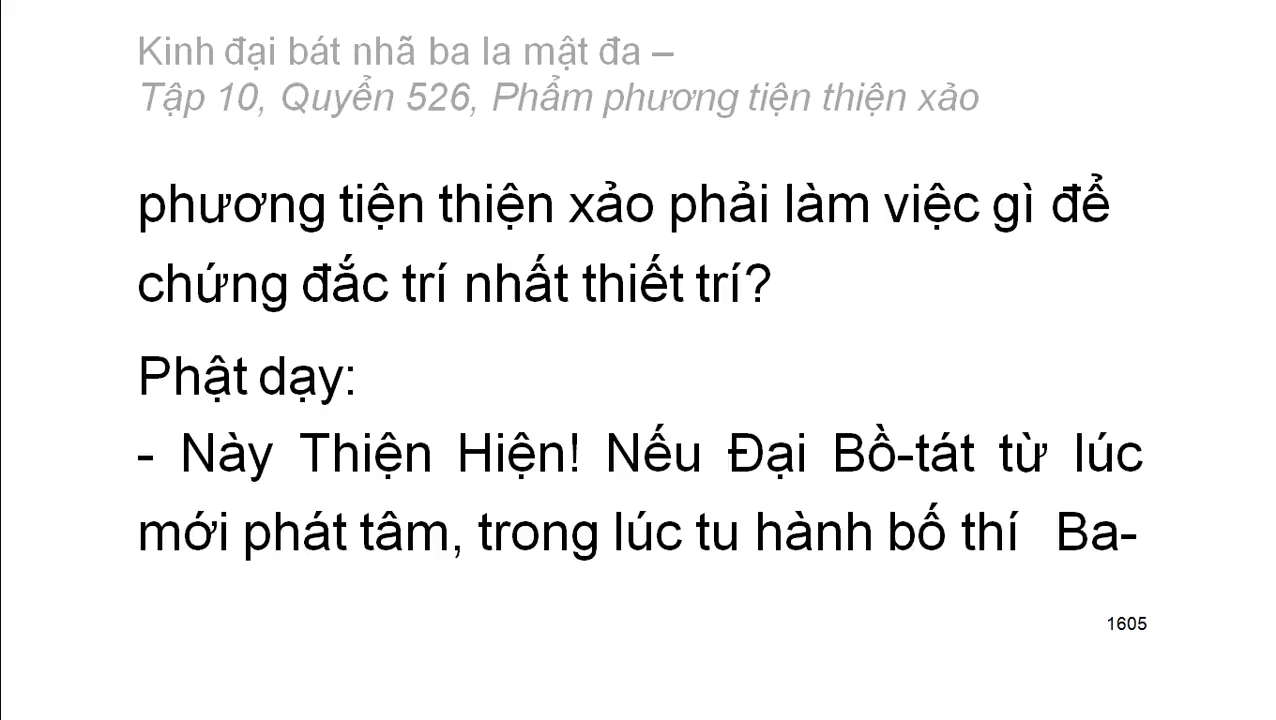 Kinh đại bát nhã ba la mật đa –
Tập 10, Quyển 526, Phẩm phương tiện thiện xảo
phương tiện thiện xảo phải làm việc gì để
chứng đắc trí nhất thiết trí?
Phật dạy:
- Này Thiện Hiện! Nếu Đại Bồ-tát từ lúc
mới phát tâm, trong lúc tu hành bố thí Ba-
1605